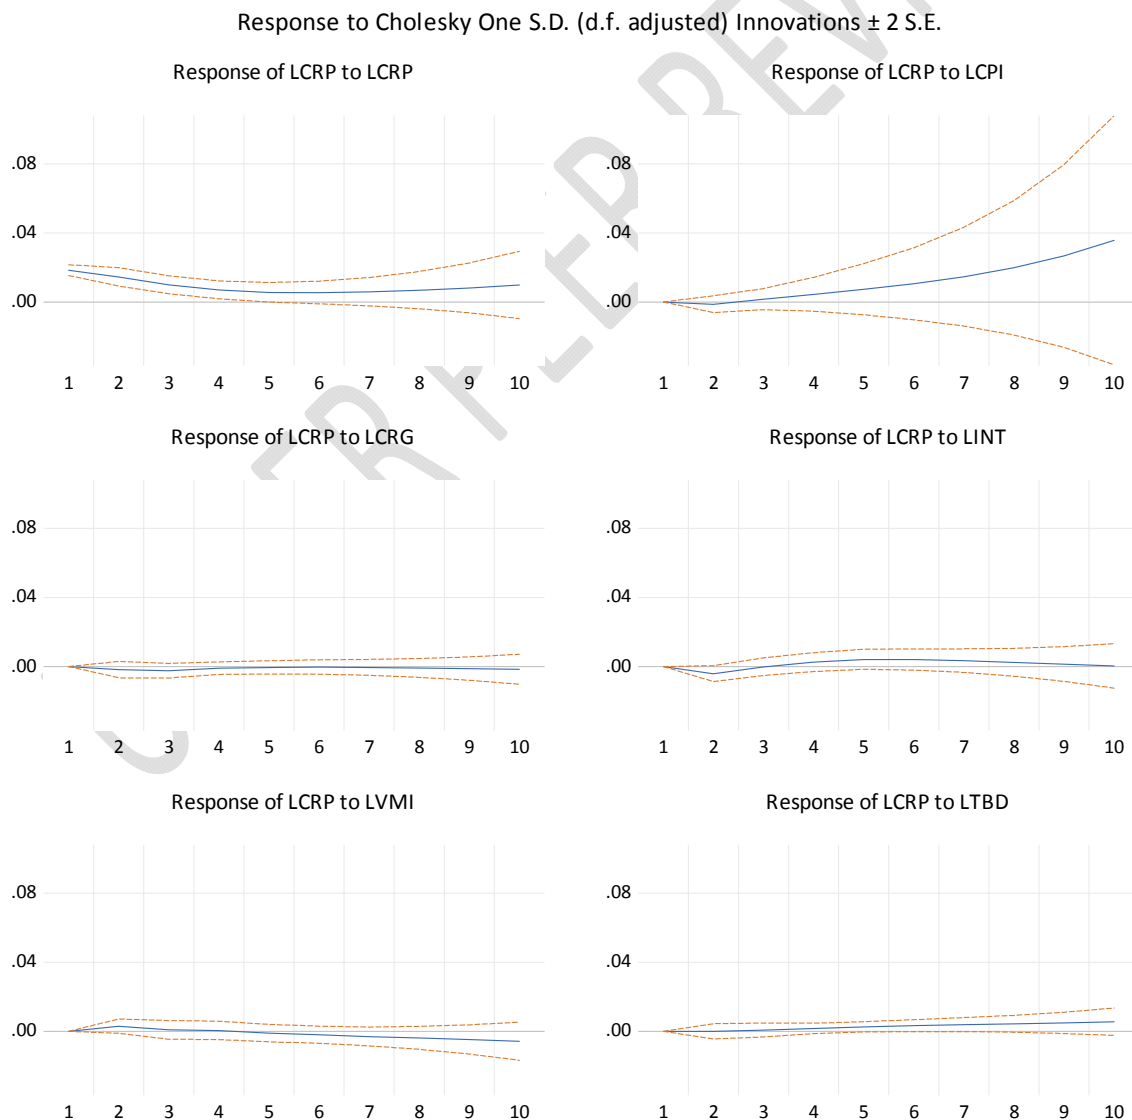 Response to Cholesky One S.D. (d.f. adjusted) Innovations ± 2 S.E.
Response of LCRP to LCRP
.08
.04
.00
1 2 3 4 5 6 7 8 9 10
Response of LCRP to LCPI
.08
.04
.00
1 2 3 4 5 6 7 8 9 10
Response of LCRP to LCRG
.08
.04
.00
1 2 3 4 5 6 7 8 9 10
Response of LCRP to LINT
.08
.04
.00
1 2 3 4 5 6 7 8 9 10
Response of LCRP to LVMI
.08
.04
.00
1 2 3 4 5 6 7 8 9 10
Response of LCRP to LTBD
.08
.04
.00
1 2 3 4 5 6 7 8 9 10